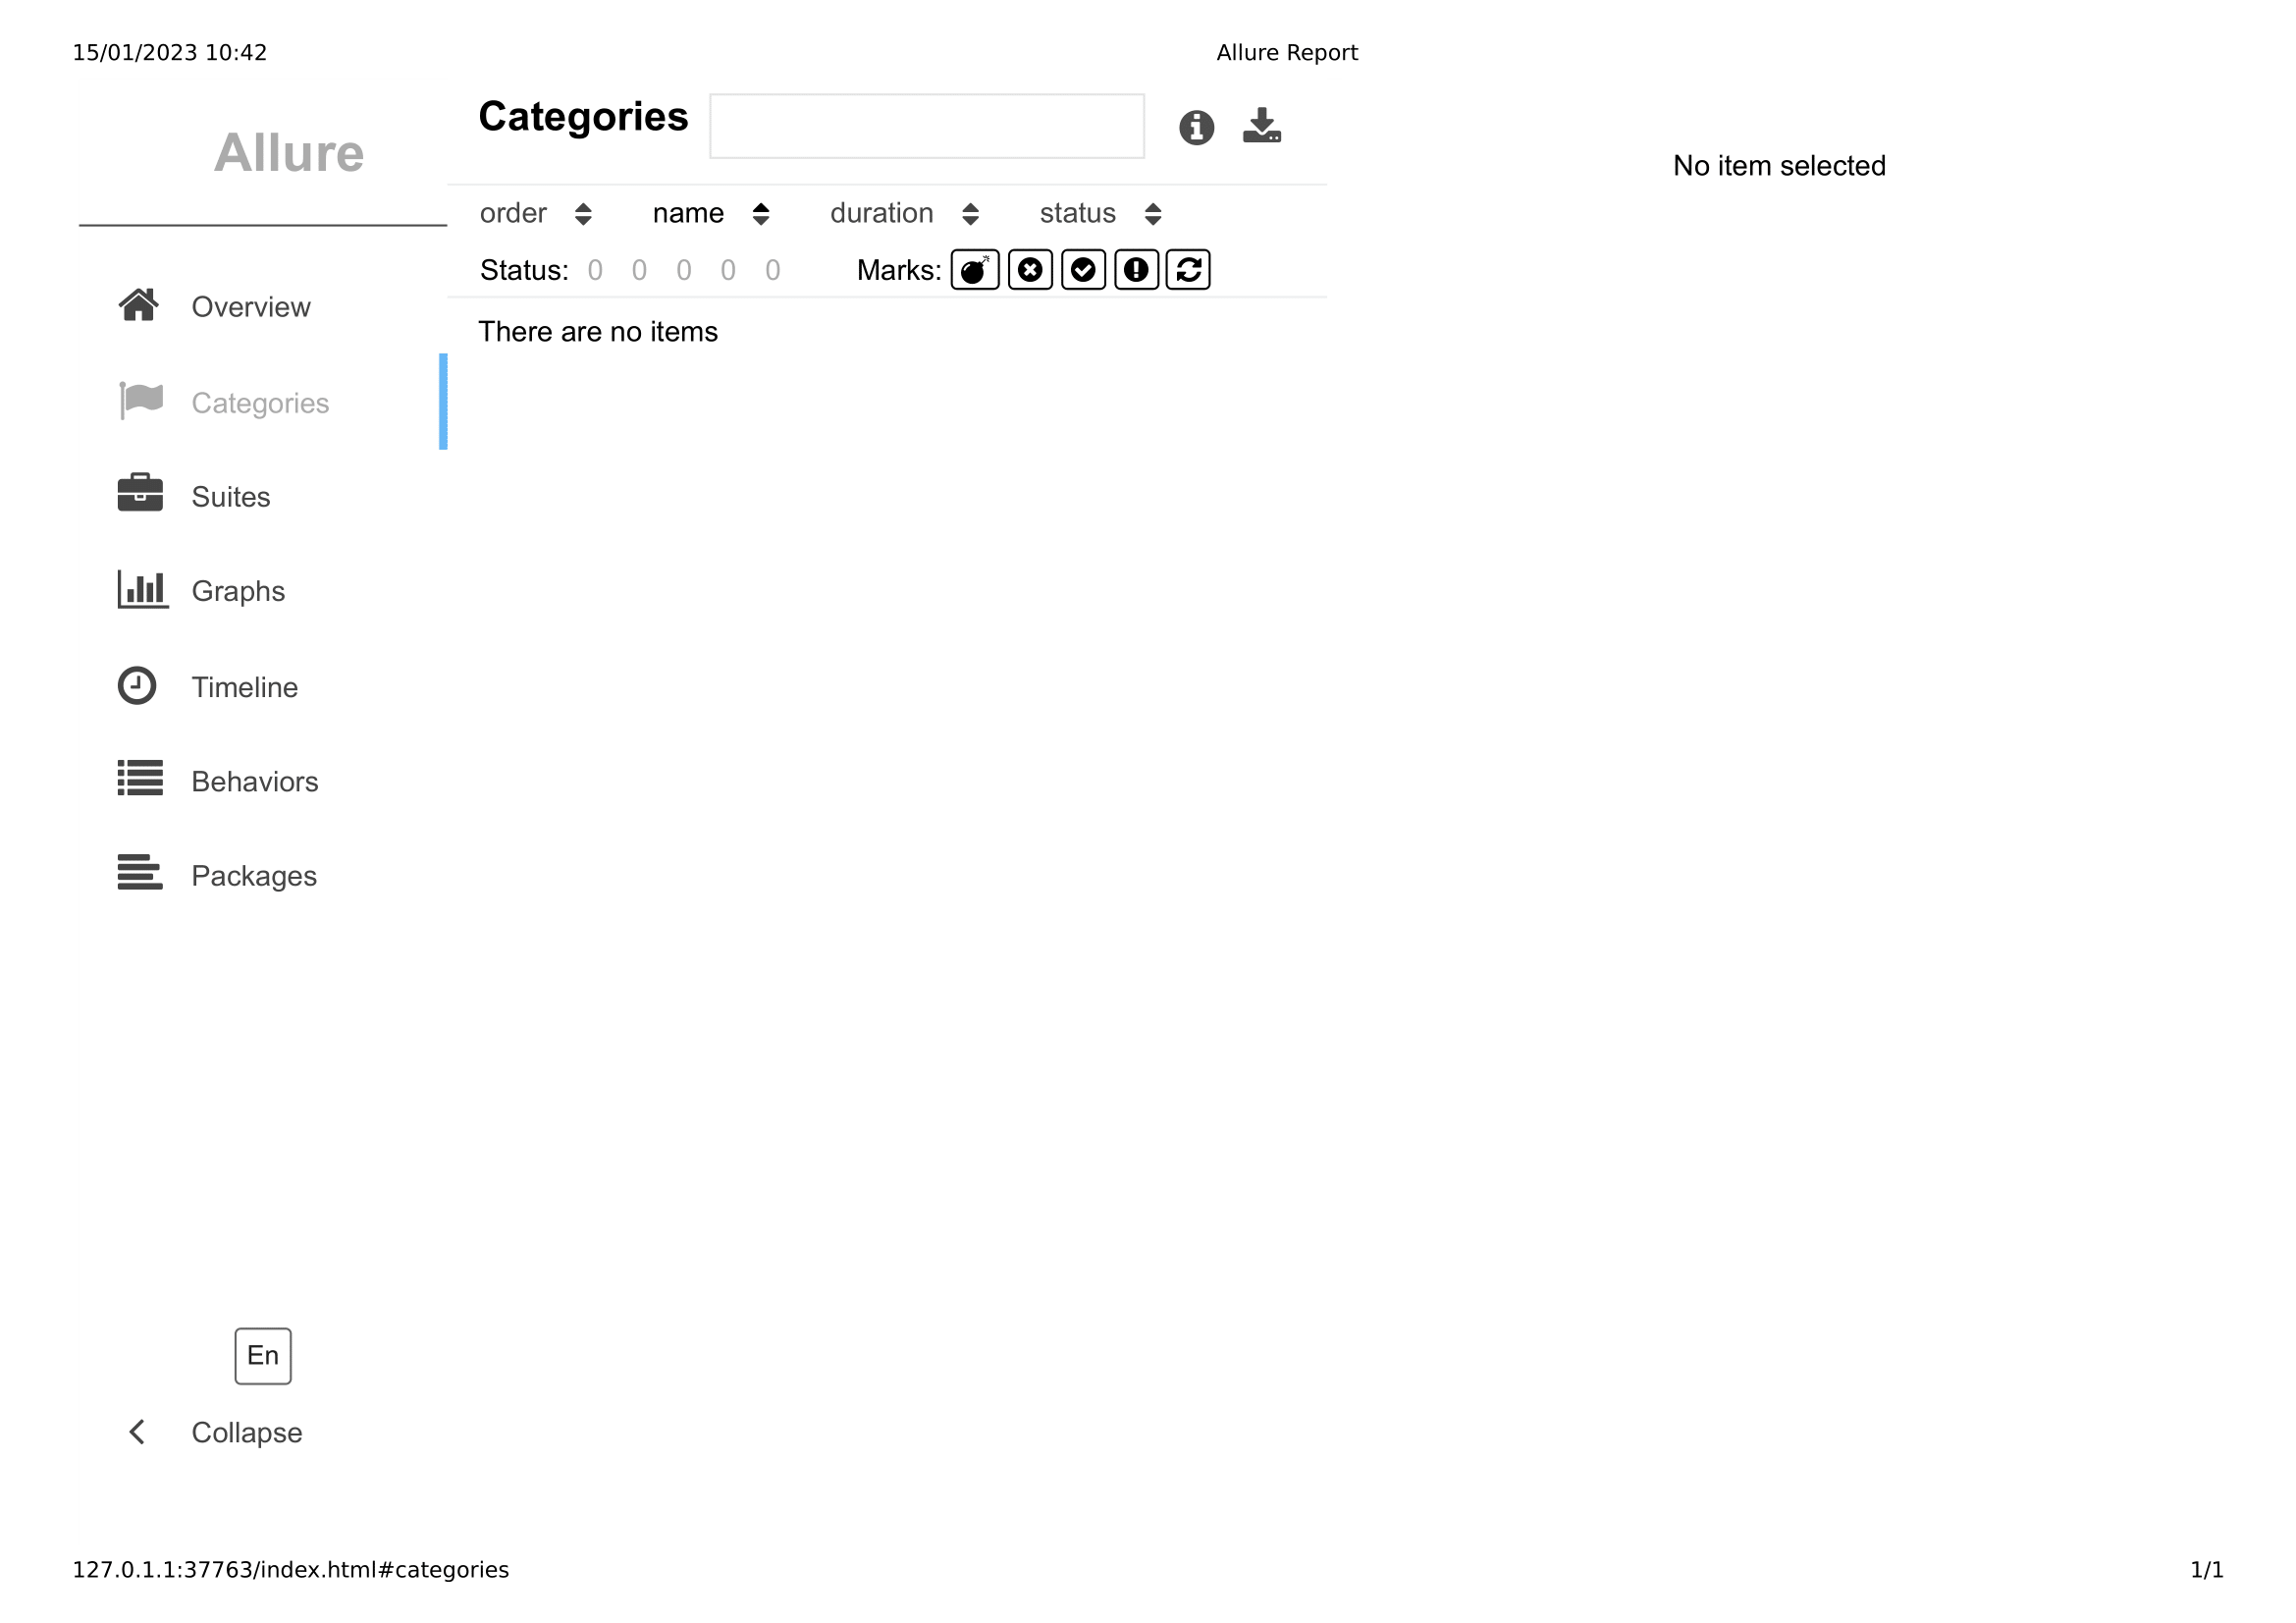 15/01/2023 10:42
Allure Report
Allure
Overview
Categories
Suites
Graphs
Timeline
Behaviors
Packages
En
Collapse
Categories
order name duration status
Status: 0 0 0 0 0 Marks:
There are no items
No item selected
127.0.1.1:37763/index.html#categories
1/1